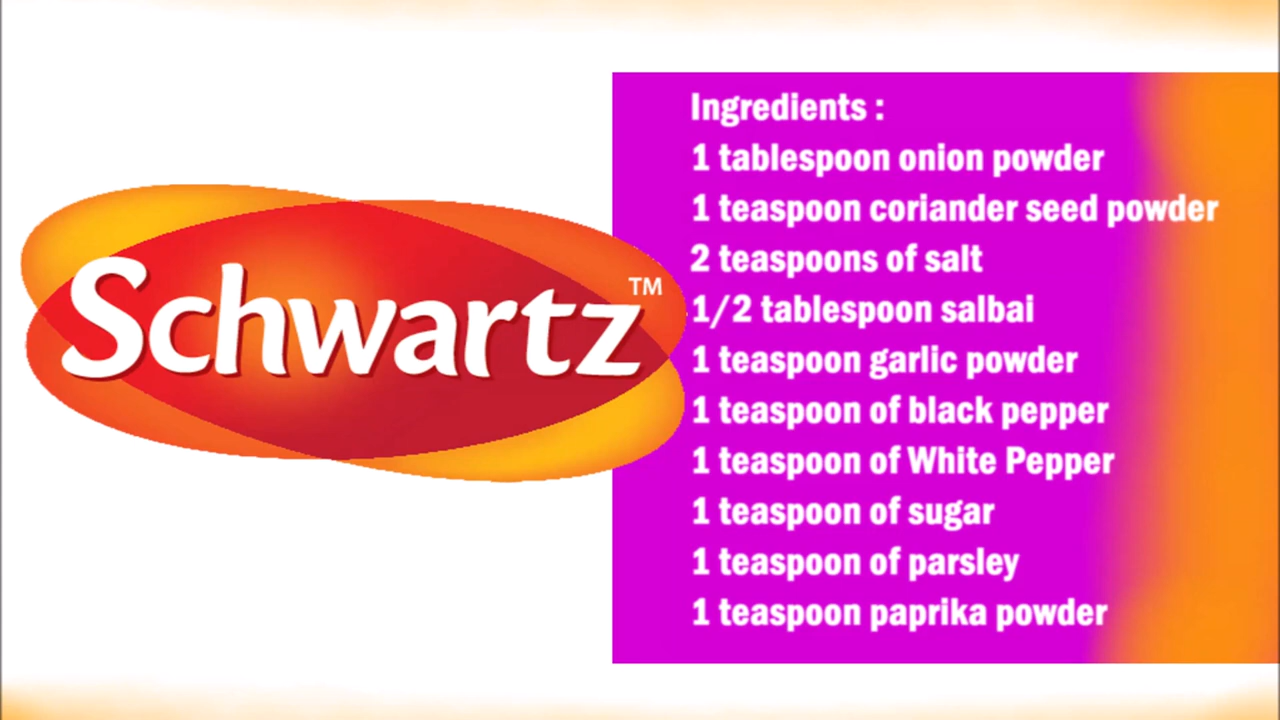 Schwartz™
Ingredients :
1 tablespoon onion powder
1 teaspoon coriander seed powder
2 teaspoons of salt
1/2 tablespoon salbai
1 teaspoon garlic powder
1 teaspoon of black pepper
1 teaspoon of White Pepper
1 teaspoon of sugar
1 teaspoon of parsley
1 teaspoon paprika powder